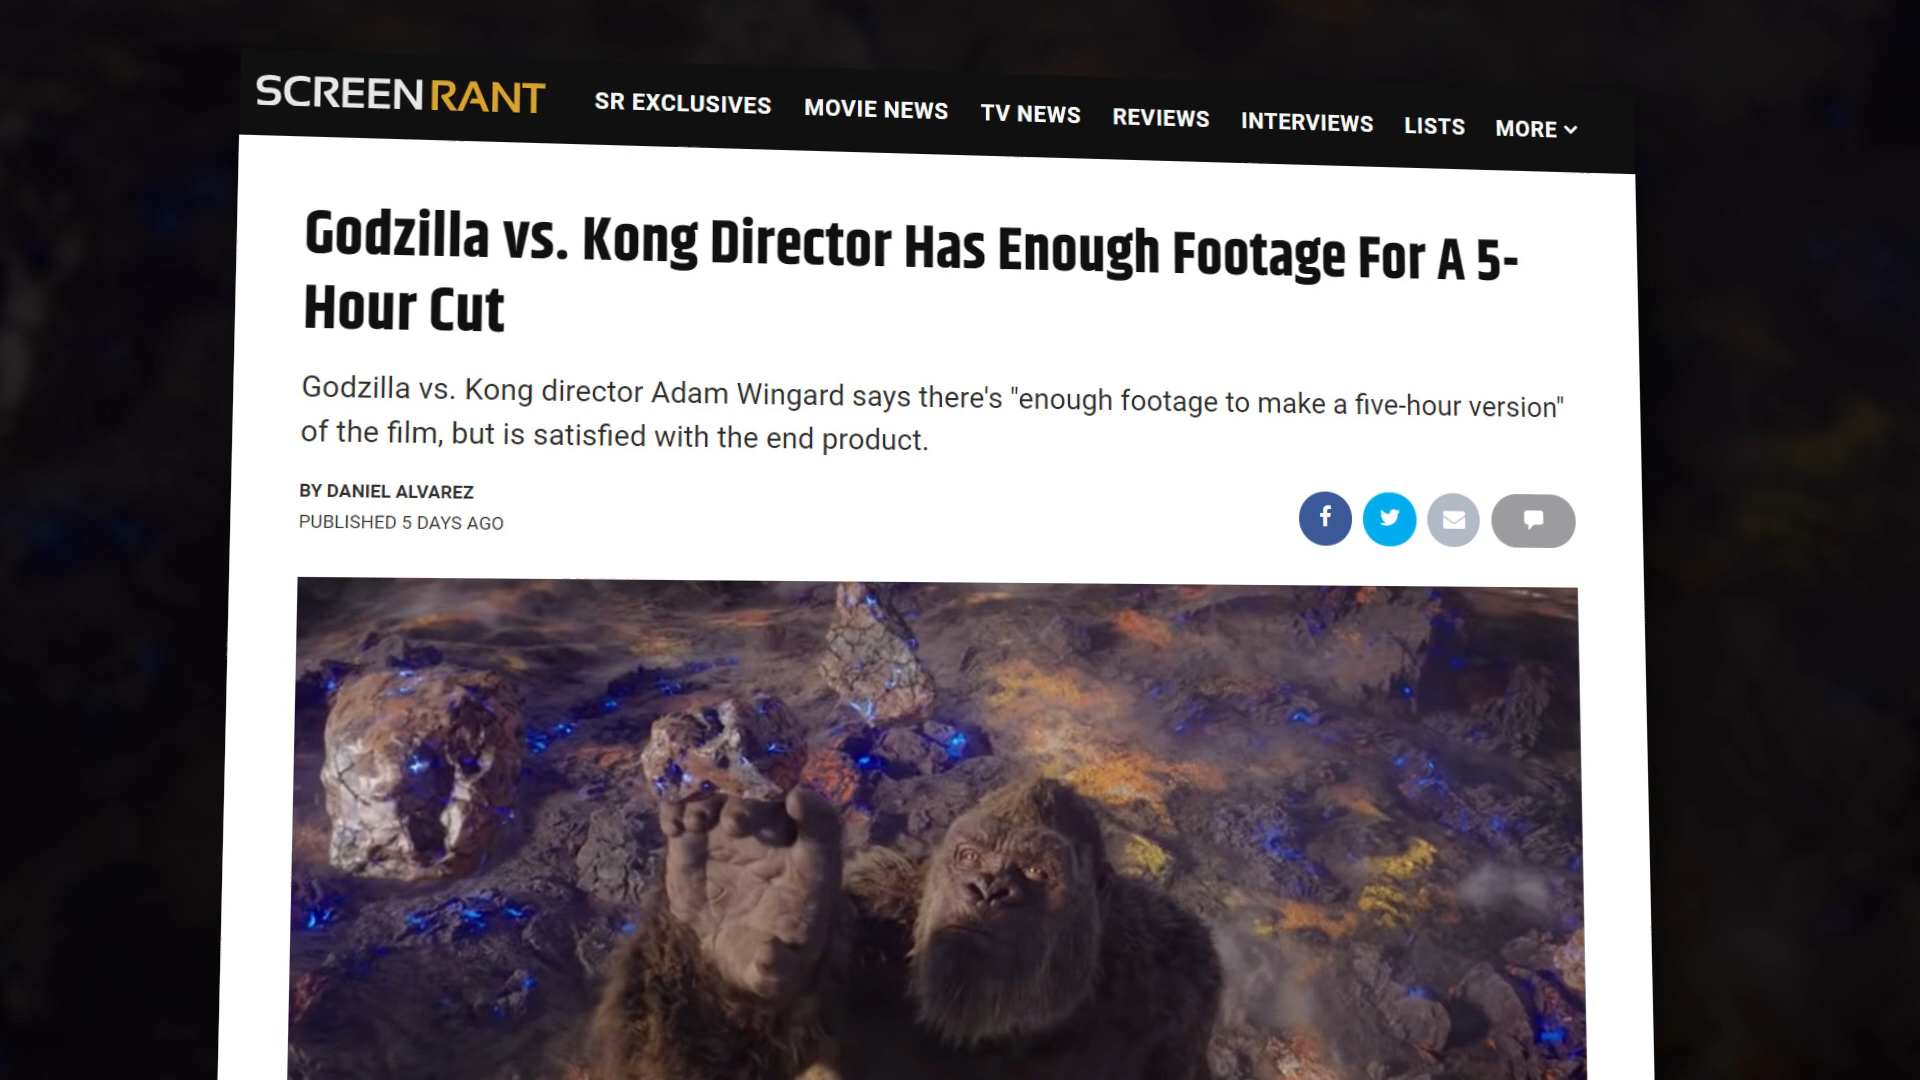 SCREENRANT SR EXCLUSIVES MOVIE NEWS TV NEWS REVIEWS INTERVIEWS LISTS MORE
Godzilla vs. Kong Director Has Enough Footage For A 5-
Hour Cut
Godzilla vs. Kong director Adam Wingard says there's "enough footage to make a five-hour version"
of the film, but is satisfied with the end product.
BY DANIEL ALVAREZ
PUBLISHED 5 DAYS AGO